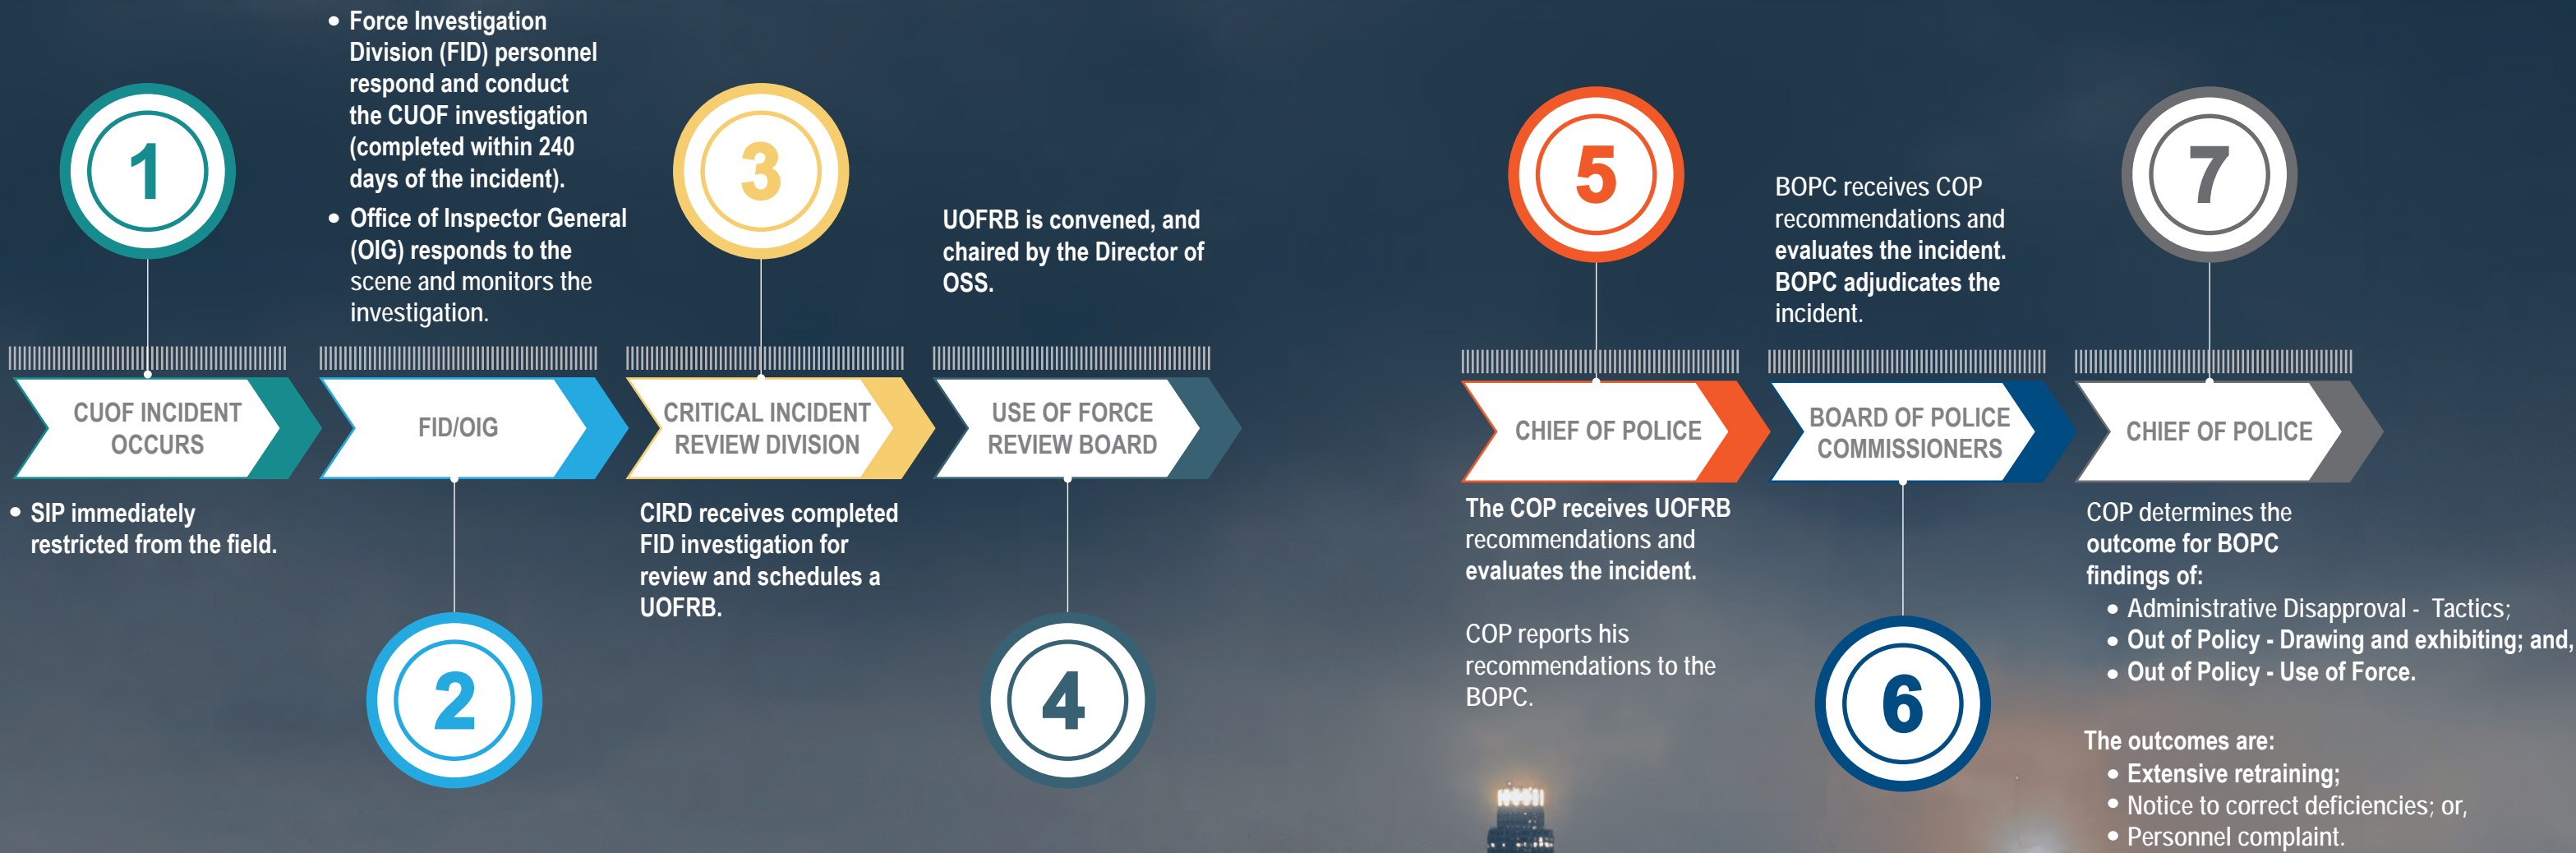 1
CUOF INCIDENT
OCCURS
• SIP immediately
restricted from the field.
• Force Investigation
Division (FID) personnel
respond and conduct
the CUOF investigation
(completed within 240
days of the incident).
• Office of Inspector General
(OIG) responds to the
scene and monitors the
investigation.
FID/OIG
2
3
CRITICAL INCIDENT
REVIEW DIVISION
CIRD receives completed
FID investigation for
review and schedules a
UOFRB.
UOFRB is convened, and
chaired by the Director of
OSS.
USE OF FORCE
REVIEW BOARD
4
5
CHIEF OF POLICE
The COP receives UOFRB
recommendations and
evaluates the incident.
COP reports his
recommendations to the
BOPC.
BOPC receives COP
recommendations and
evaluates the incident.
BOPC adjudicates the
incident.
BOARD OF POLICE
COMMISSIONERS
6
7
CHIEF OF POLICE
COP determines the
outcome for BOPC
findings of:
• Administrative Disapproval - Tactics;
• Out of Policy - Drawing and exhibiting; and,
• Out of Policy - Use of Force.
The outcomes are:
• Extensive retraining;
• Notice to correct deficiencies; or,
• Personnel complaint.